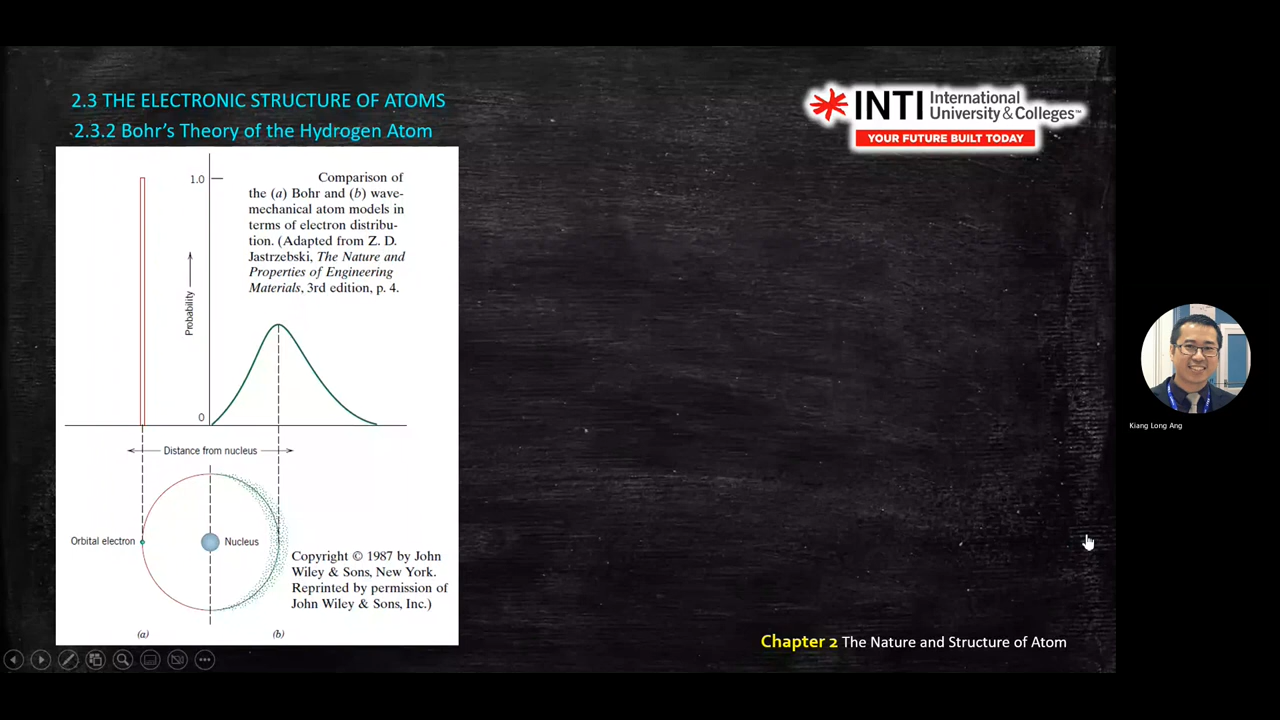 2.3 THE ELECTRONIC STRUCTURE OF ATOMS
2.3.2 Bohr's Theory of the Hydrogen Atom
INTI International
University & Colleges™
YOUR FUTURE BUILT TODAY
1.0
Comparison of
the (a) Bohr and (b) wave-
mechanical atom models in
terms of electron distribu-
tion. (Adapted from Z. D.
Jastrzebski, The Nature and
Properties of Engineering
Materials, 3rd edition, p. 4.
Probability
0
Distance from nucleus
Orbital electron
Nucleus
Copyright © 1987 by John
Wiley & Sons, New York.
Reprinted by permission of
John Wiley & Sons, Inc.)
(a)
(b)
Chapter 2 The Nature and Structure of Atom
Kiang Long Ang